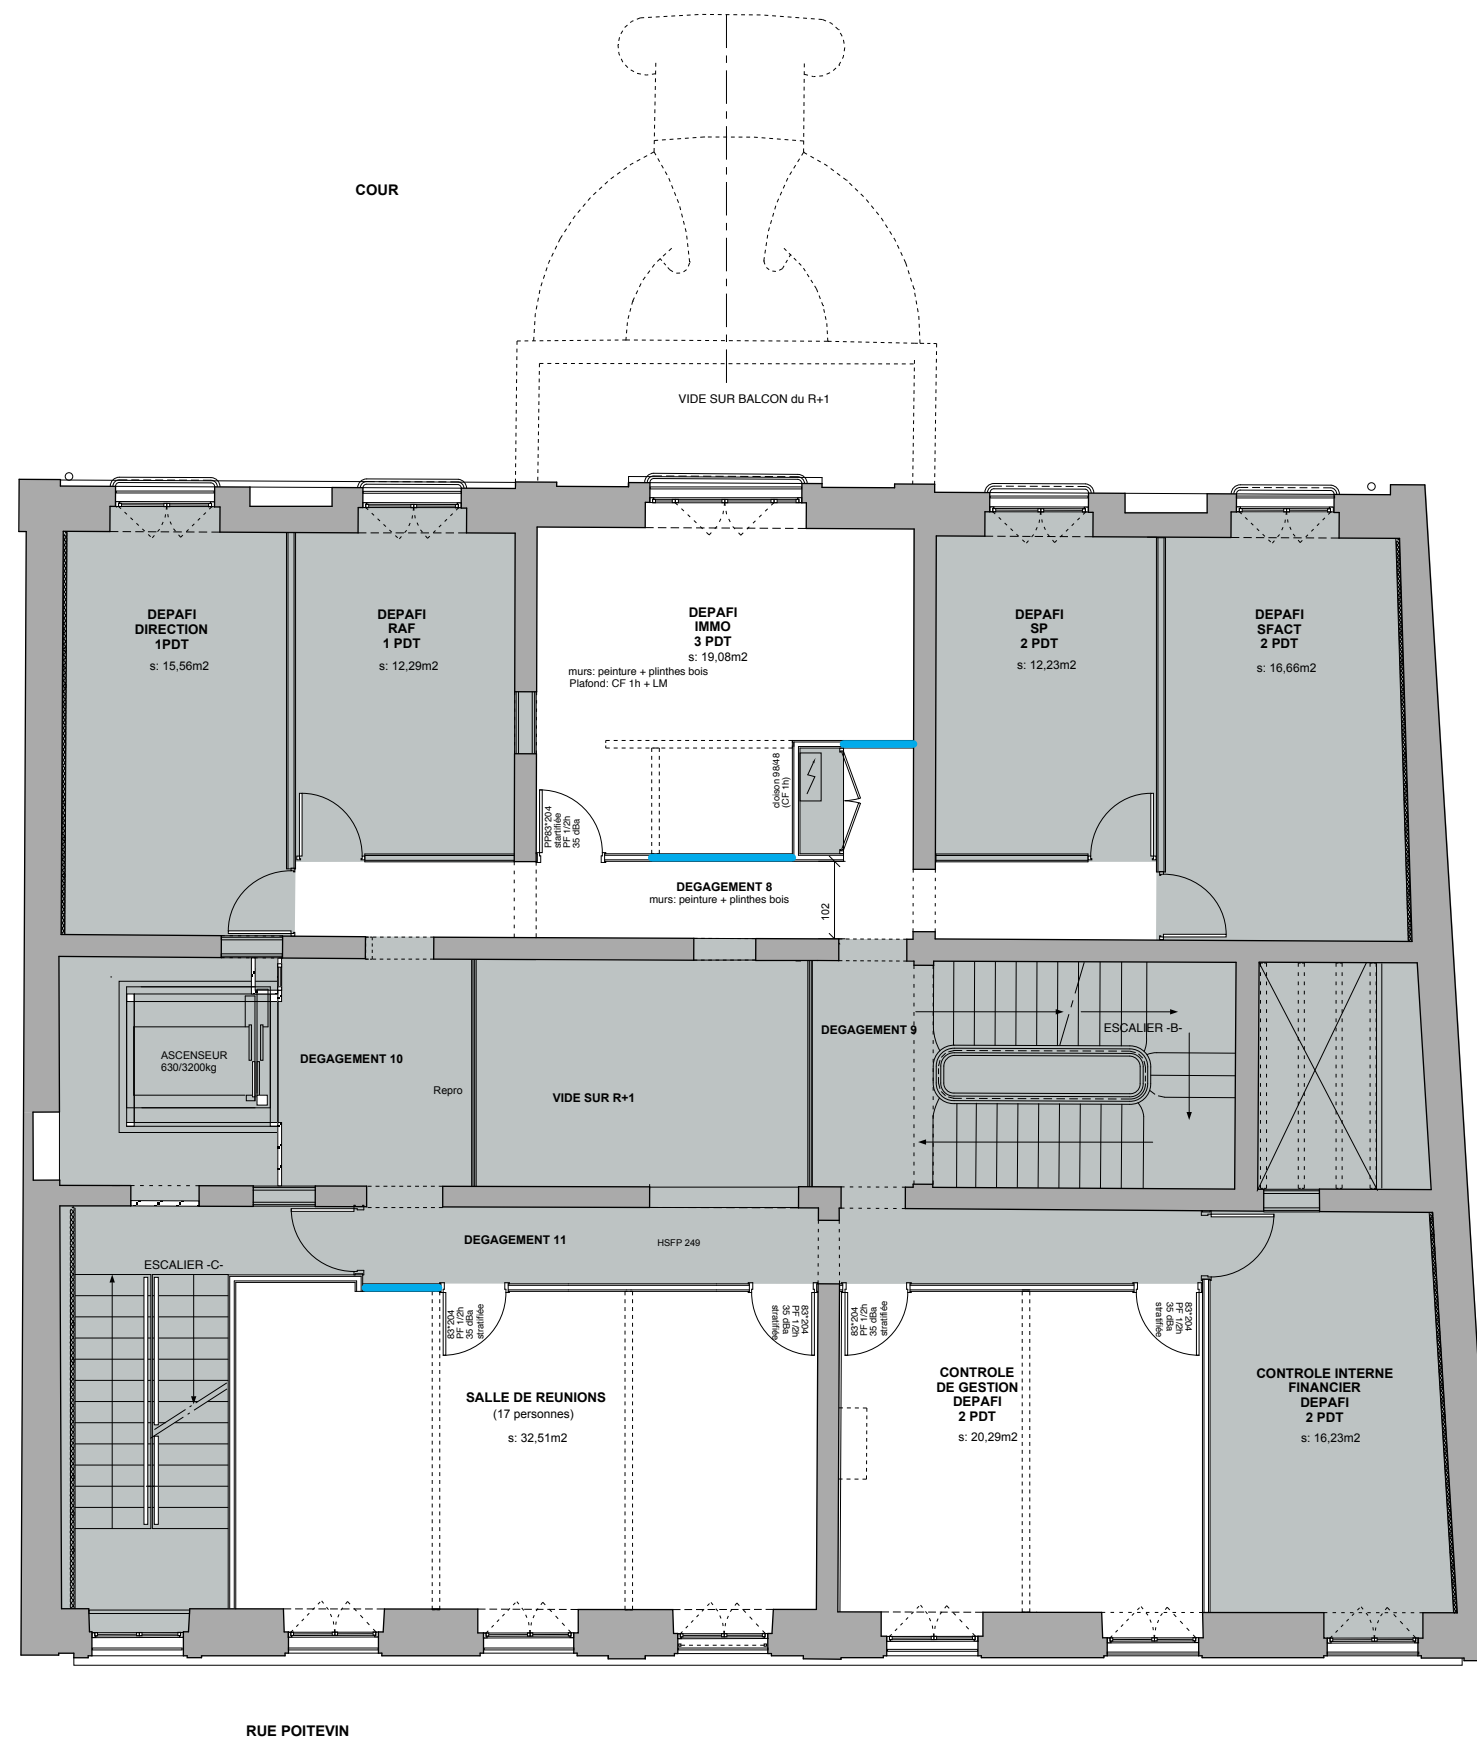 COUR
VIDE SUR BALCON du R+1
DEPAFI
DIRECTION
1PDT
s: 15,56m2
DEPAFI
RAF
1 PDT
s: 12,29m2
DEPAFI
IMMO
3 PDT
s: 19,08m2
murs: peinture + plinthes bois
Plafond: CF 1h + LM
DEPAFI
SP
2 PDT
s: 12,23m2
DEPAFI
SFACT
2 PDT
s: 16,66m2
cloison 98/48
(CF 1h)
PP83*204
startifiée
PF 1/2h
35 dBa
DEGAGEMENT 8
murs: peinture + plinthes bois
102
ASCENSEUR
630/3200kg
DEGAGEMENT 10
Repro
VIDE SUR R+1
DEGAGEMENT 9
ESCALIER -B-
DEGAGEMENT 11
HSFP 249
ESCALIER -C-
83*204
PF 1/2h
35 dBa
stratifiée
83*204
PF 1/2h
35 dBa
stratifiée
83*204
PF 1/2h
35 dBa
stratifiée
83*204
PF 1/2h
35 dBa
stratifiée
SALLE DE REUNIONS
(17 personnes)
s: 32,51m2
CONTROLE
DE GESTION
DEPAFI
2 PDT
s: 20,29m2
CONTROLE INTERNE
FINANCIER
DEPAFI
2 PDT
s: 16,23m2
RUE POITEVIN